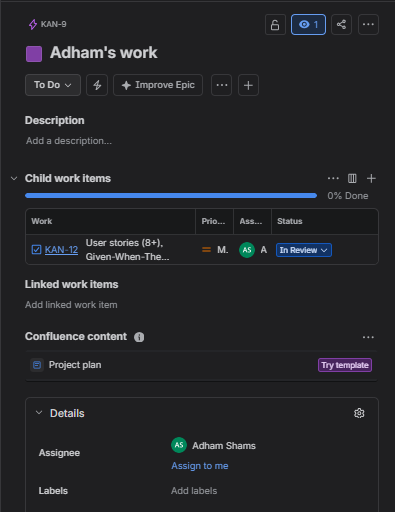 KAN-9
1
Adham's work
To Do
Improve Epic
Description
Add a description...
Child work items
0% Done
Work Prio... Ass... Status
KAN-12 User stories (8+), Given-When-The... M. AS A In Review
Linked work items
Add linked work item
Confluence content
Project plan Try template
Details
Assignee AS Adham Shams
Assign to me
Labels Add labels